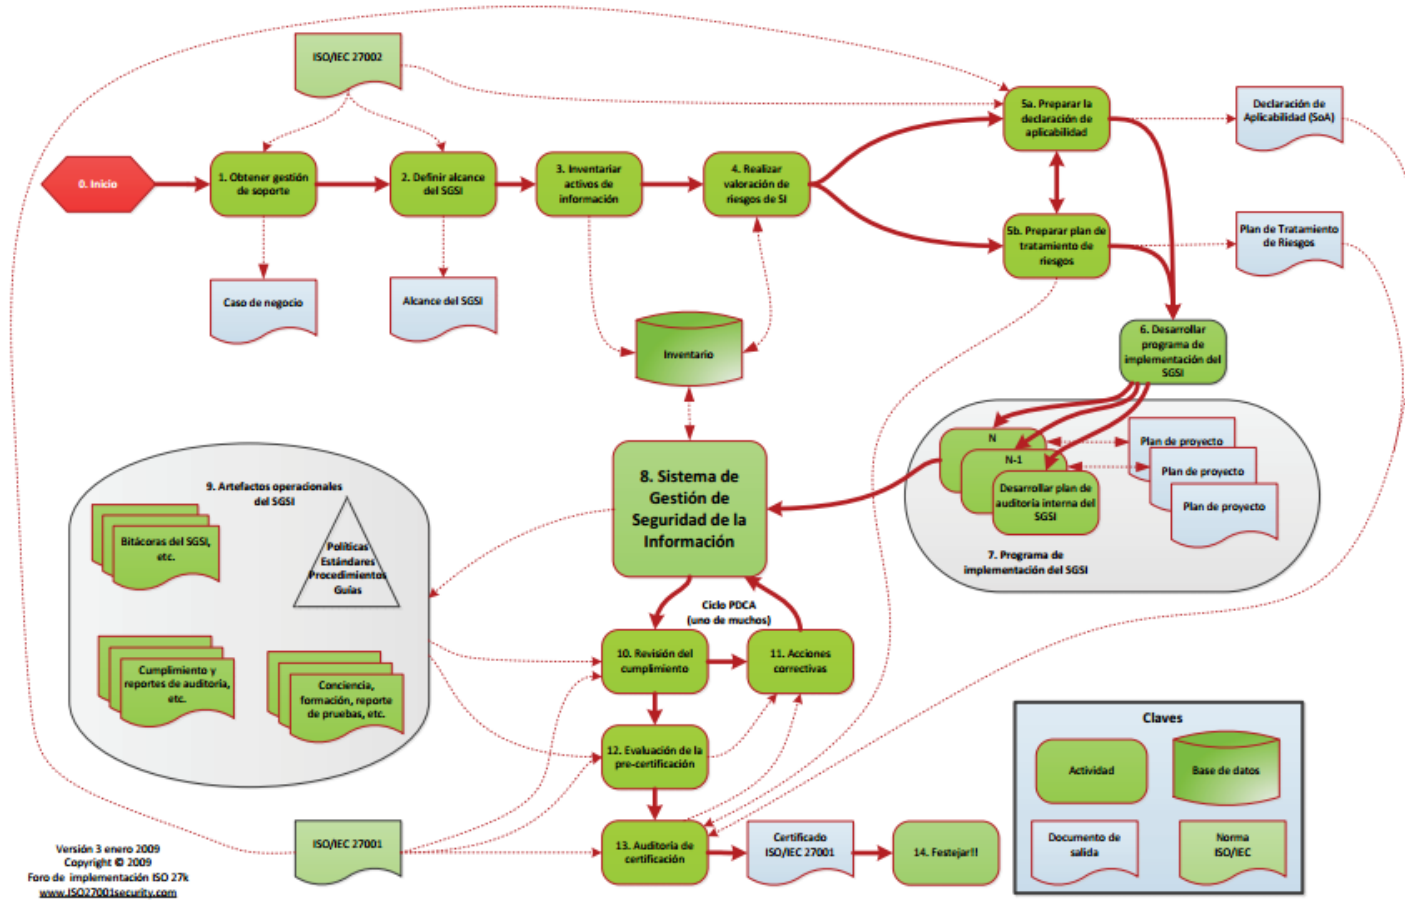 ISO/IEC 27002
0. Inicio
1. Obtener gestión
de soporte
2. Definir alcance
del SGSI
3. Inventariar
activos de
información
4. Realizar
valoración de
riesgos de SI
5a. Preparar la
declaración de
aplicabilidad
Declaración de
Aplicabilidad (SoA)
5b. Preparar plan de
tratamiento de
riesgos
Plan de Tratamiento
de Riesgos
Caso de negocio
Alcance del SGSI
Inventario
6. Desarrollar
programa de
implementación del
SGSI
N
N-1
Desarrollar plan de
auditoría interna del
SGSI
Plan de proyecto
Plan de proyecto
Plan de proyecto
7. Programa de
implementación del SGSI
8. Sistema de
Gestión de
Seguridad de la
Información
9. Artefactos operacionales
del SGSI
Bitácoras del SGSI,
etc.
Políticas
Estándares
Procedimientos
Guías
Cumplimiento y
reportes de auditoría,
etc.
Conciencia,
formación, reporte
de pruebas, etc.
Ciclo PDCA
(uno de muchos)
10. Revisión del
cumplimiento
11. Acciones
correctivas
12. Evaluación de la
pre-certificación
13. Auditoría de
certificación
Certificado
ISO/IEC 27001
14. Festejar!!
ISO/IEC 27001
Claves
Actividad
Base de datos
Documento de
salida
Norma
ISO/IEC
Versión 3 enero 2009
Copyright © 2009
Foro de implementación ISO 27k
www.ISO27001security.com